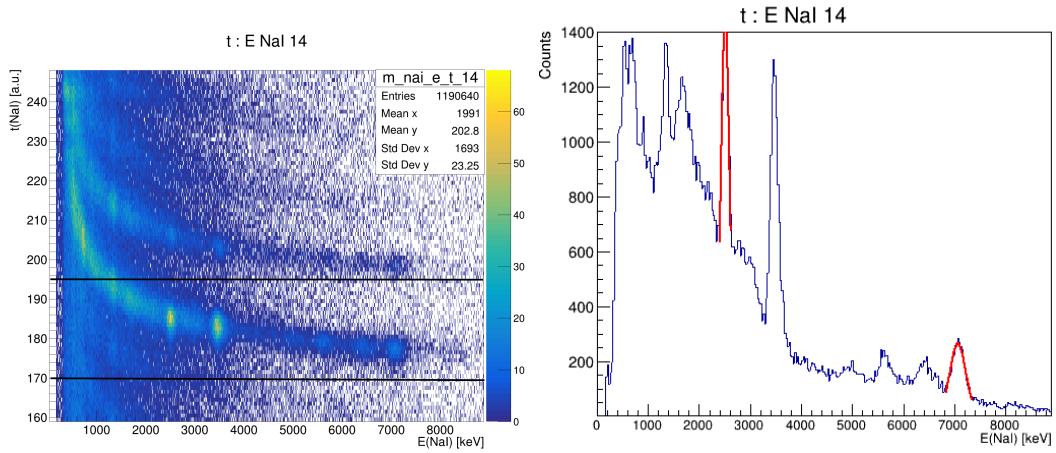 t : E NaI 14
m_nai_e_t_14
Entries 1190640
Mean x 1991
Mean y 202.8
Std Dev x 1693
Std Dev y 23.25
t(NaI) [a.u.]
240
230
220
210
200
190
180
170
160
1000 2000 3000 4000 5000 6000 7000 8000
E(NaI) [keV]
60
50
40
30
20
10
0
t : E NaI 14
Counts
1400
1200
1000
800
600
400
200
0 1000 2000 3000 4000 5000 6000 7000 8000
E(NaI) [keV]